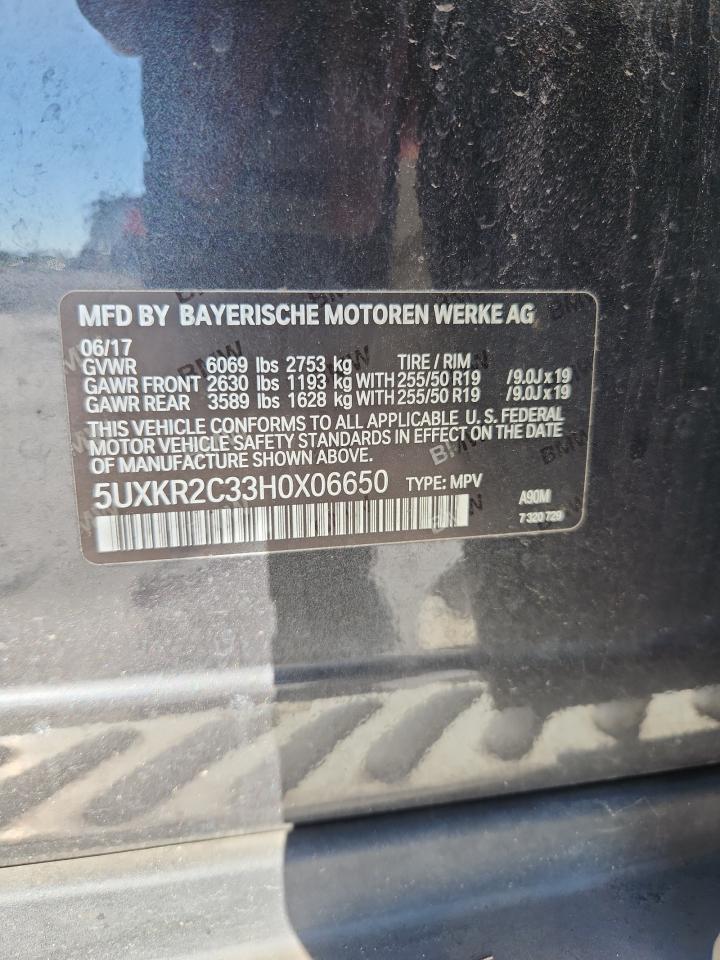 MFD BY BAYERISCHE MOTOREN WERKE AG
06/17
GVWR 6069 lbs 2753 kg TIRE / RIM
GAWR FRONT 2630 lbs 1193 kg WITH 255/50 R19 /9.0J x 19
GAWR REAR 3589 lbs 1628 kg WITH 255/50 R19 /9.0J x 19
THIS VEHICLE CONFORMS TO ALL APPLICABLE U. S. FEDERAL
MOTOR VEHICLE SAFETY STANDARDS IN EFFECT ON THE DATE
OF MANUFACTURE SHOWN ABOVE.
5UXKR2C33H0X06650 TYPE: MPV
A90M
7 320 729